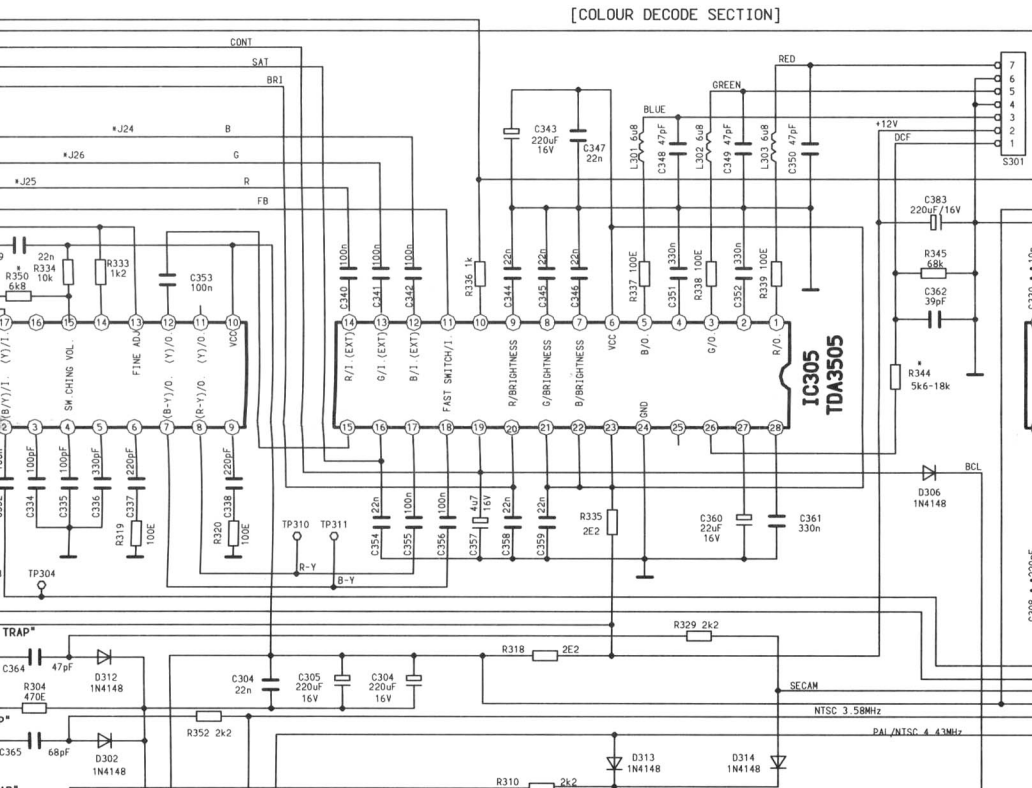 [COLOUR DECODE SECTION]
CONT
SAT
BRI
*J24 B
*J26 G
*J25 R
FB
RED
GREEN
BLUE
+12V
DCF
7
6
5
4
3
2
1
S301
C343
220uF
16V
C347
22n
L301 6u8
C348 47pF
L302 6u8
C349 47pF
L303 6u8
C350 47pF
C383
220uF/16V
R345
68k
C362
39pF
*
R344
5k6-18k
9
22n
*
R350
6k8
R334
10k
R333
1k2
C353
100n
C340 100n
C341 100n
C342 100n
R336 1k
C344 22n
C345 22n
C346 22n
R337 100E
C351 330n
R338 100E
C352 330n
R339 100E
17 16 15 14 13 12 11 10
(Y)/I.
SW.CHING VOL.
FINE ADJ
(Y)/O.
(Y)/O.
VCC
(B/Y)/I.
(B-Y)/O.
(R-Y)/O.
2 3 4 5 6 7 8 9
14 13 12 11 10 9 8 7 6 5 4 3 2 1
R/I.(EXT)
G/I.(EXT)
B/I.(EXT)
FAST SWITCH/I.
R/BRIGHTNESS
G/BRIGHTNESS
B/BRIGHTNESS
VCC
B/O.
GND
G/O.
R/O.
IC305
TDA3505
15 16 17 18 19 20 21 22 23 24 25 26 27 28
C334 100pF
C335 100pF
C336 330pF
C337 220pF
C338 220pF
R319 100E
R320 100E
TP310
TP311
C354 22n
C355 100n
C356 100n
C357 4u7 16V
C358 22n
C359 22n
R335
2E2
C360
22uF
16V
C361
330n
D306
1N4148
BCL
R-Y
B-Y
TP304
TRAP"
C364 47pF
D312
1N4148
R304
470E
C365 68pF
D302
1N4148
R352 2k2
C304
22n
C305
220uF
16V
C304
220uF
16V
R318 2E2
R329 2k2
SECAM
NTSC 3.58MHz
PAL/NTSC 4.43MHz
D313
1N4148
D314
1N4148
R310 2k2